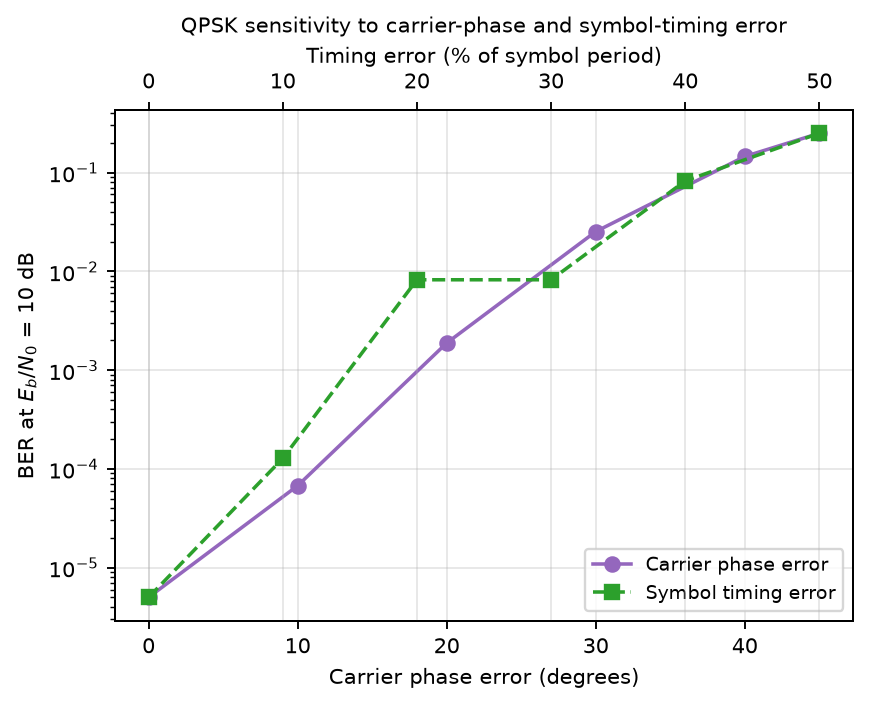 QPSK sensitivity to carrier-phase and symbol-timing error
Timing error (% of symbol period)
0 10 20 30 40 50
10⁻¹
10⁻²
10⁻³
10⁻⁴
10⁻⁵
BER at E_b/N_0 = 10 dB
Carrier phase error
Symbol timing error
0 10 20 30 40
Carrier phase error (degrees)